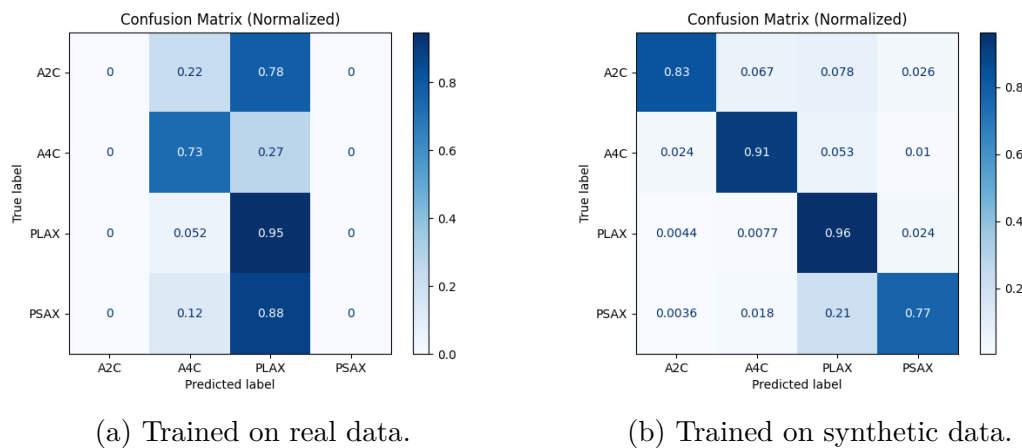 Confusion Matrix (Normalized)
A2C 0 0.22 0.78 0
A4C 0 0.73 0.27 0
PLAX 0 0.052 0.95 0
PSAX 0 0.12 0.88 0
A2C A4C PLAX PSAX
Predicted label
True label
0.8
0.6
0.4
0.2
0.0
(a) Trained on real data.
Confusion Matrix (Normalized)
A2C 0.83 0.067 0.078 0.026
A4C 0.024 0.91 0.053 0.01
PLAX 0.0044 0.0077 0.96 0.024
PSAX 0.0036 0.018 0.21 0.77
A2C A4C PLAX PSAX
Predicted label
True label
0.8
0.6
0.4
0.2
(b) Trained on synthetic data.